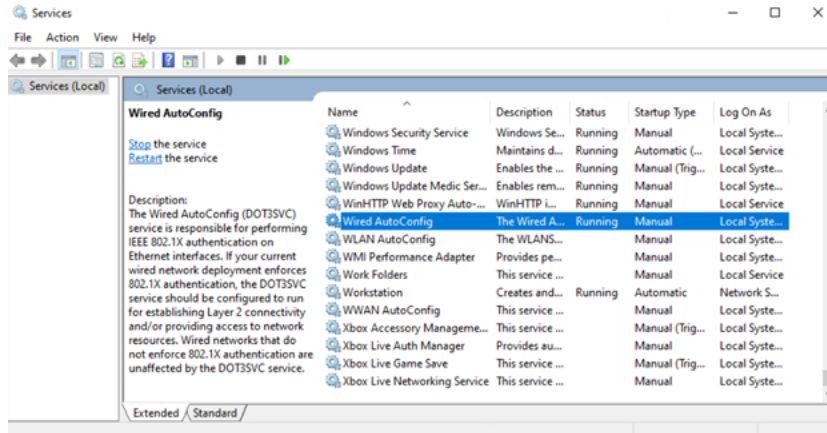 Services
File Action View Help
Services (Local)
Services (Local)
Wired AutoConfig
Stop the service
Restart the service
Description:
The Wired AutoConfig (DOT3SVC)
service is responsible for performing
IEEE 802.1X authentication on
Ethernet interfaces. If your current
wired network deployment enforces
802.1X authentication, the DOT3SVC
service should be configured to run
for establishing Layer 2 connectivity
and/or providing access to network
resources. Wired networks that do
not enforce 802.1X authentication are
unaffected by the DOT3SVC service.
Name Description Status Startup Type Log On As
Windows Security Service Windows Se... Running Manual Local Syste...
Windows Time Maintains d... Running Automatic (... Local Service
Windows Update Enables the ... Running Manual (Trig... Local Syste...
Windows Update Medic Ser... Enables rem... Running Manual Local Syste...
WinHTTP Web Proxy Auto-... WinHTTP i... Running Manual Local Service
Wired AutoConfig The Wired A... Running Manual Local Syste...
WLAN AutoConfig The WLANS... Manual Local Syste...
WMI Performance Adapter Provides pe... Manual Local Syste...
Work Folders This service ... Manual Local Service
Workstation Creates and... Running Automatic Network S...
WWAN AutoConfig This service ... Manual Local Syste...
Xbox Accessory Manageme... This service ... Manual (Trig... Local Syste...
Xbox Live Auth Manager Provides au... Manual Local Syste...
Xbox Live Game Save This service ... Manual (Trig... Local Syste...
Xbox Live Networking Service This service ... Manual Local Syste...
Extended Standard